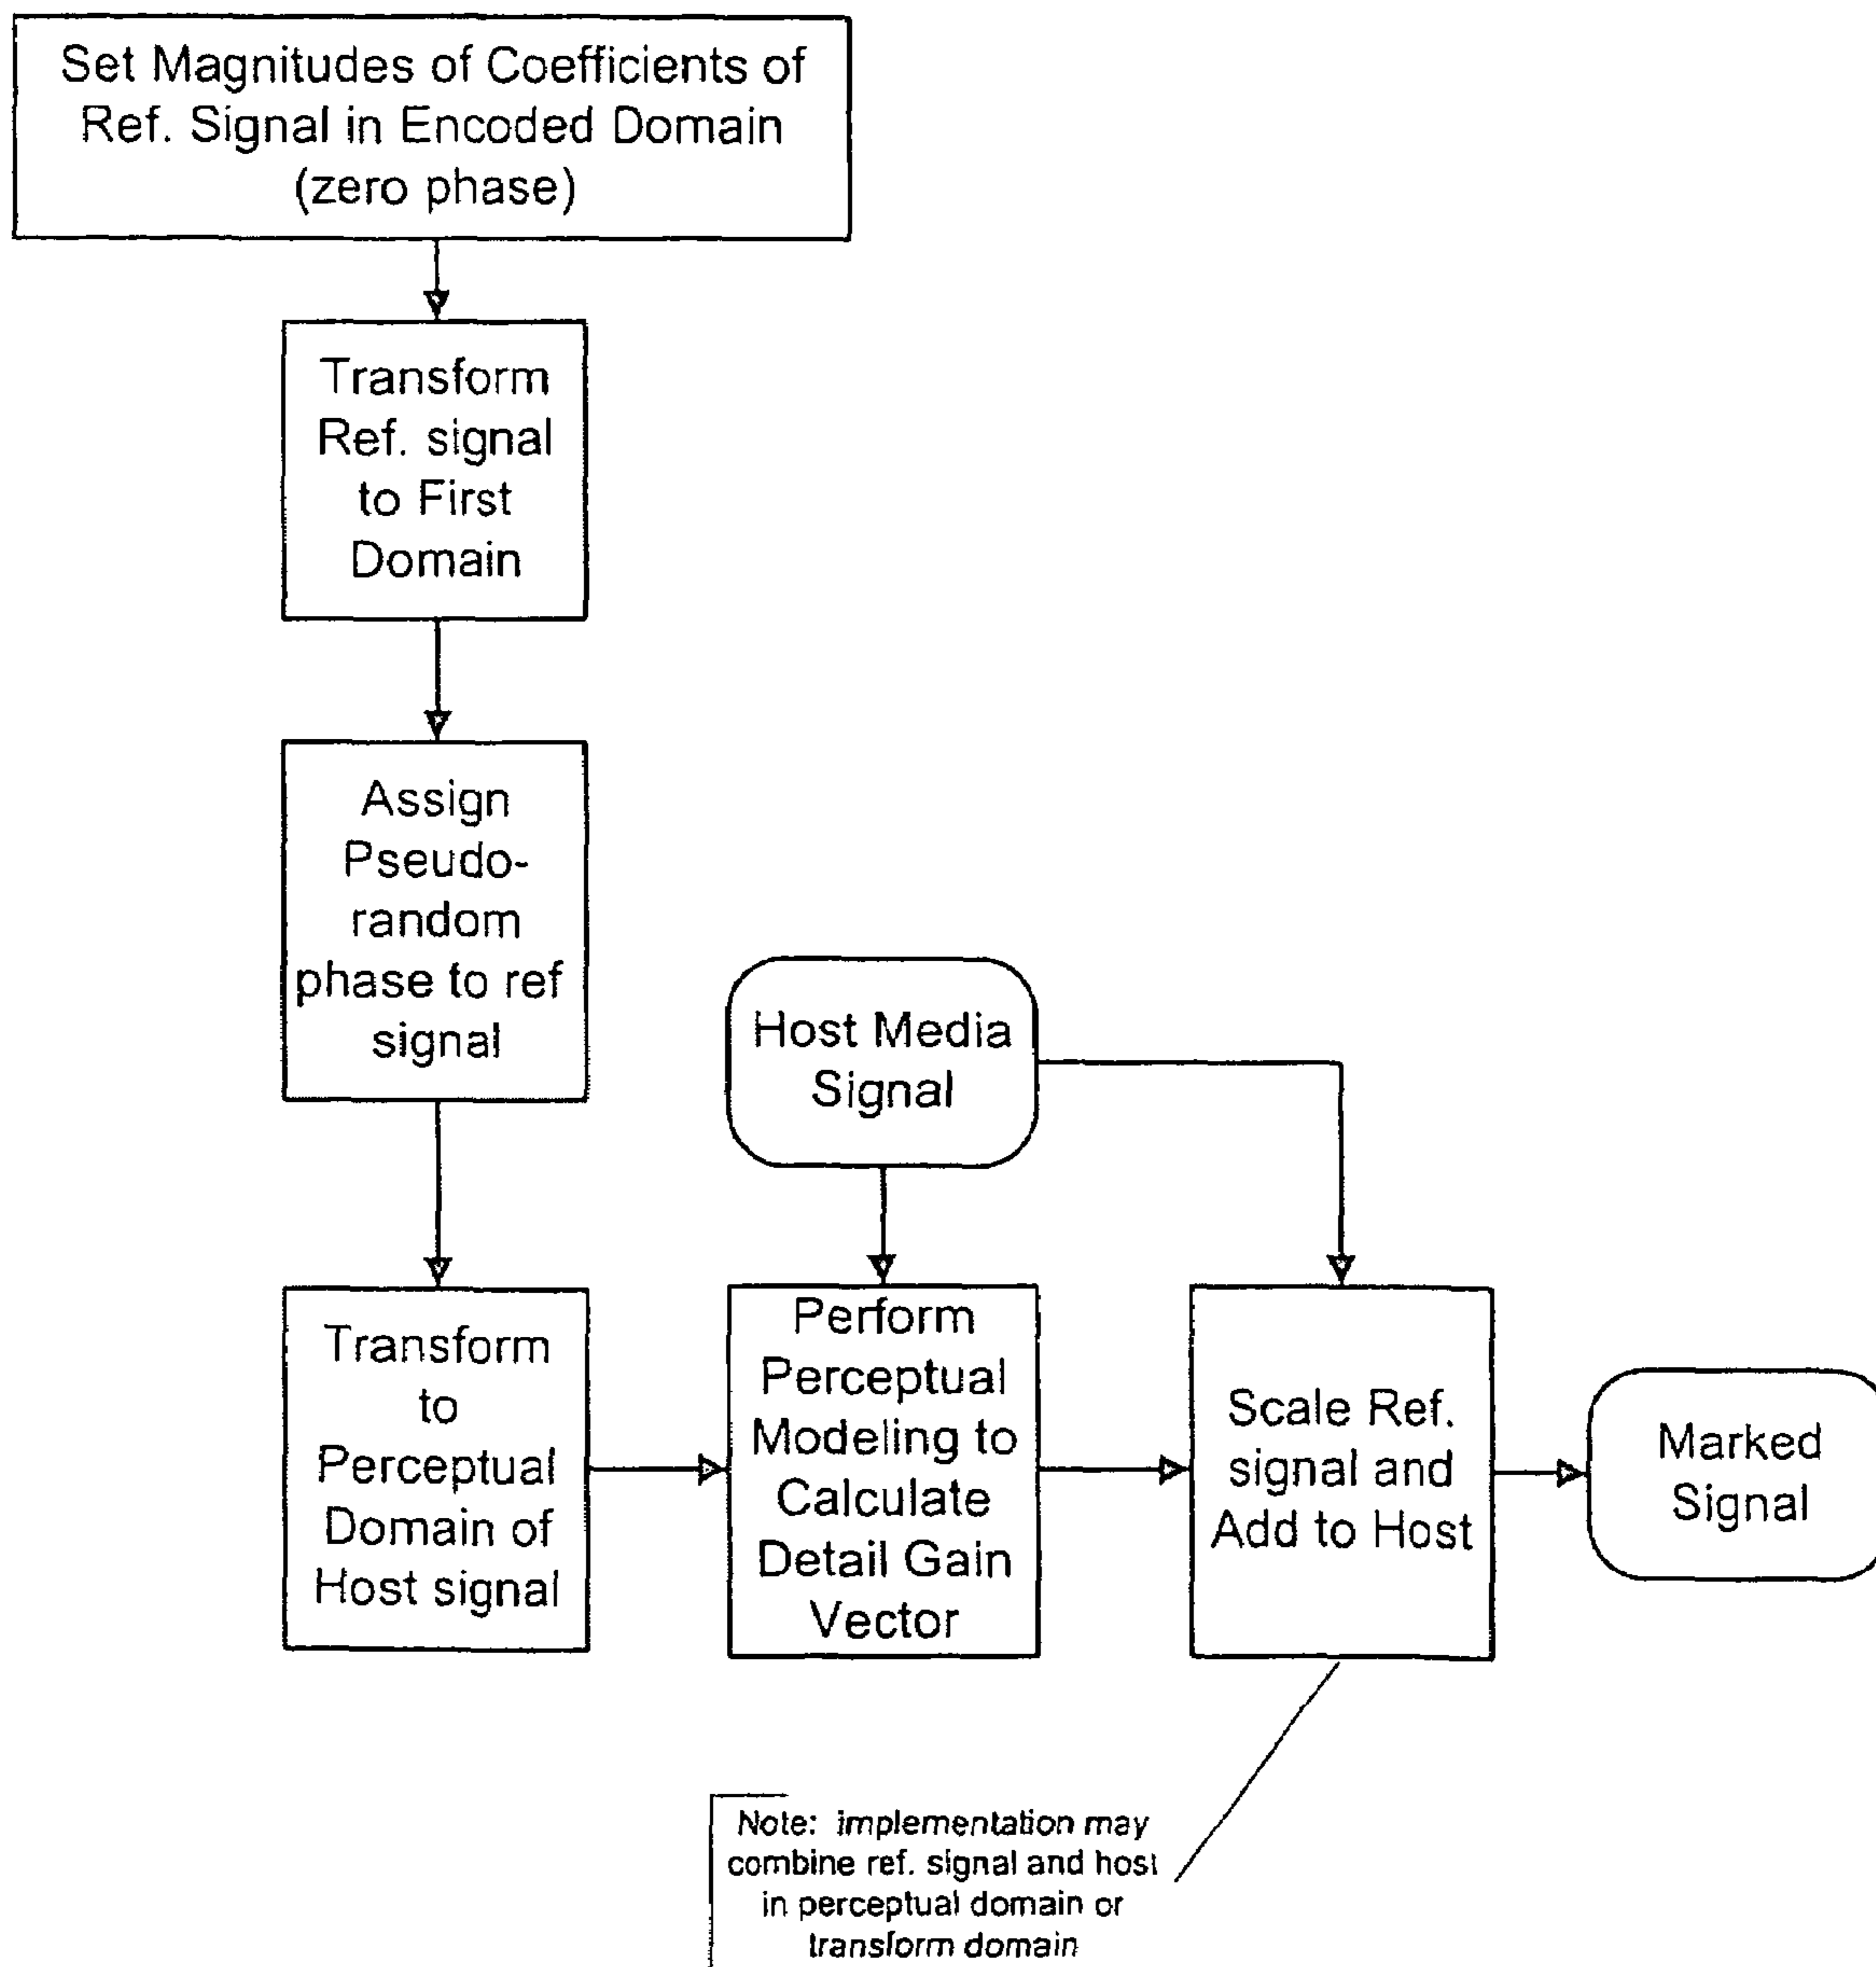 Set Magnitudes of Coefficients of
Ref. Signal in Encoded Domain
(zero phase)
Transform
Ref. signal
to First
Domain
Assign
Pseudo-
random
phase to ref
signal
Host Media
Signal
Transform
to
Perceptual
Domain of
Host signal
Perform
Perceptual
Modeling to
Calculate
Detail Gain
Vector
Scale Ref.
signal and
Add to Host
Marked
Signal
Note: implementation may
combine ref. signal and host
in perceptual domain or
transform domain